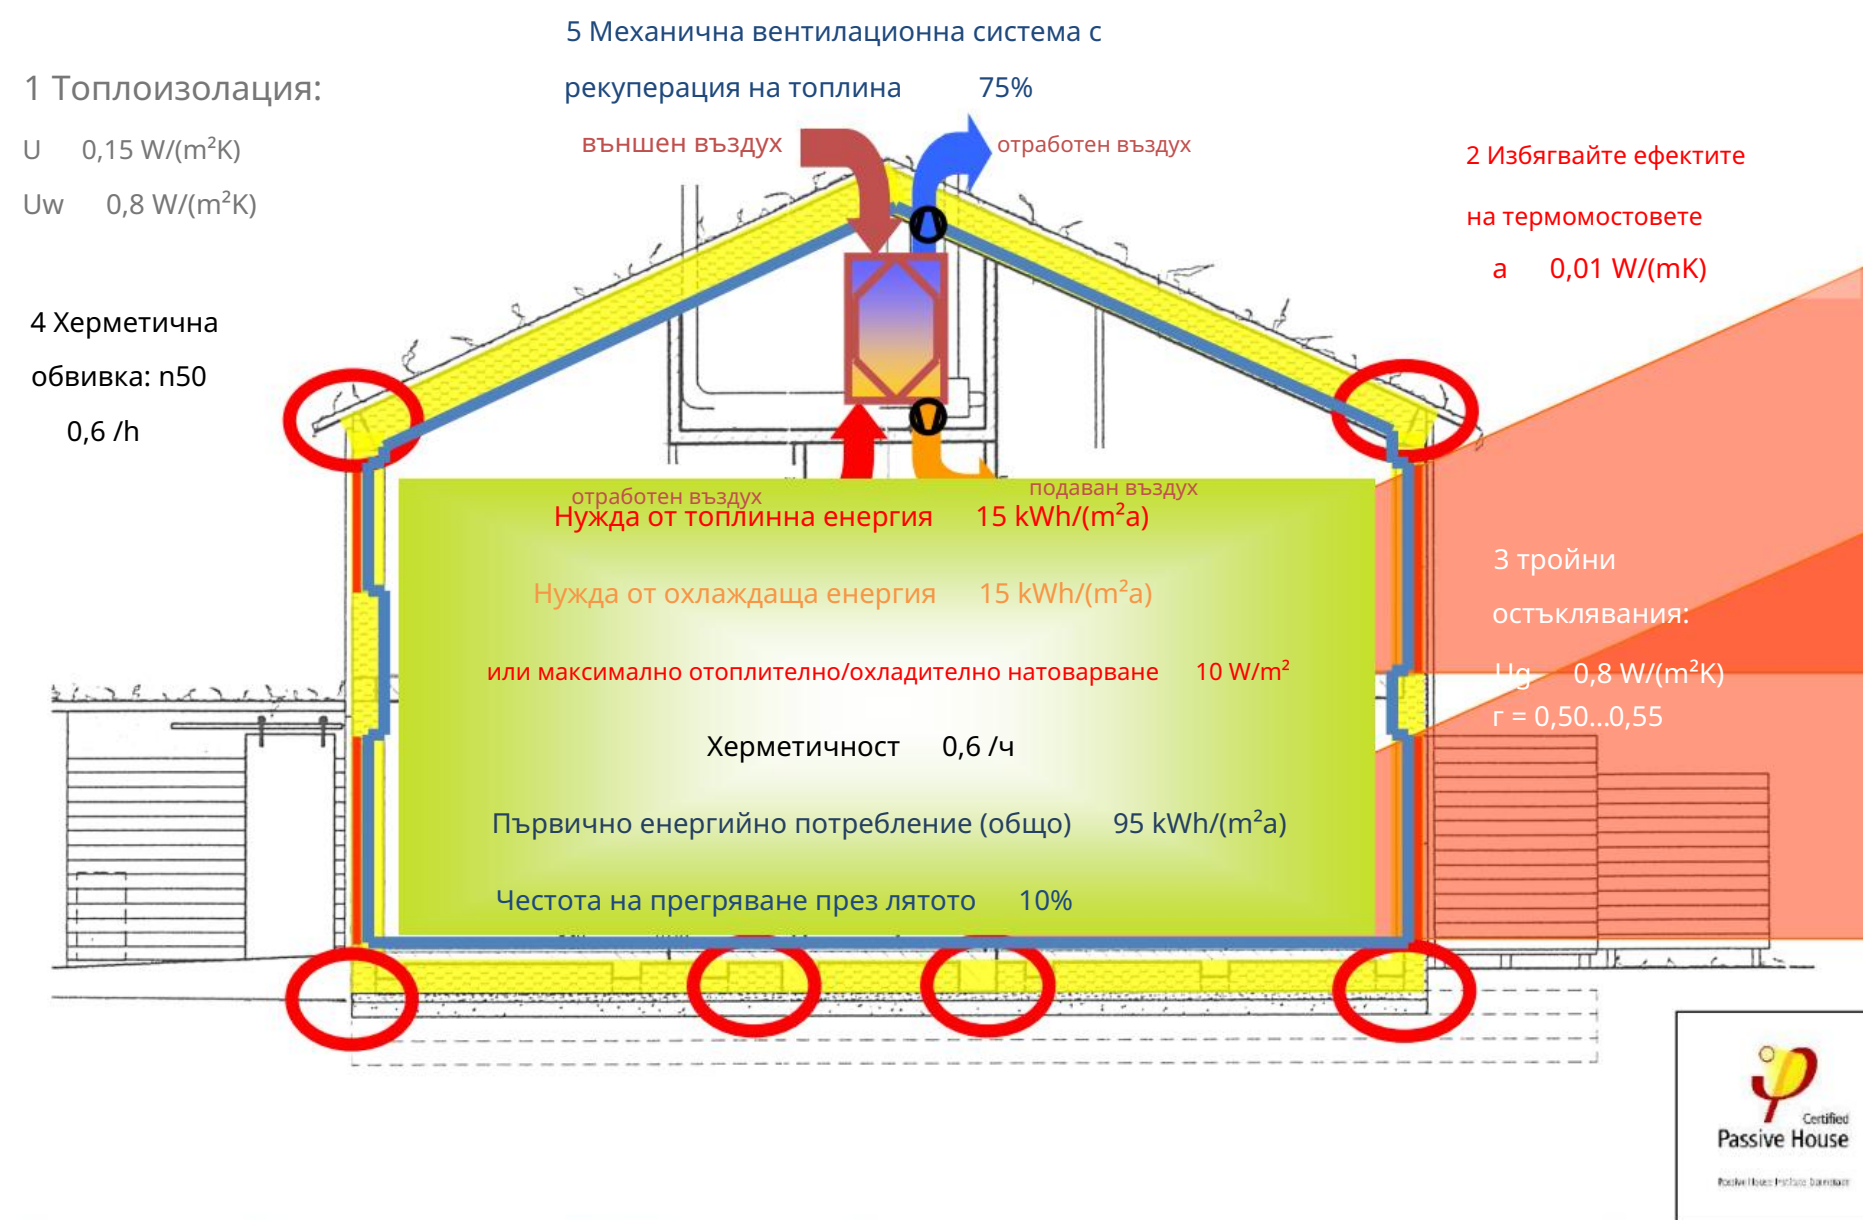 5 Механична вентилационна система с
рекуперация на топлина 75%
1 Топлоизолация:
U 0,15 W/(m²K)
Uw 0,8 W/(m²K)
външен въздух
отработен въздух
2 Избягвайте ефектите
на термомостовете
а 0,01 W/(mK)
4 Херметична
обвивка: n50
0,6 /h
отработен въздух
подаван въздух
Нужда от топлинна енергия 15 kWh/(m²a)
Нужда от охлаждаща енергия 15 kWh/(m²a)
или максимално отоплително/охладително натоварване 10 W/m²
Херметичност 0,6 /ч
Първично енергийно потребление (общо) 95 kWh/(m²a)
Честота на прегряване през лятото 10%
3 тройни
остъклявания:
Ug 0,8 W/(m²K)
г = 0,50...0,55
Certified
Passive House
Passive House Institute